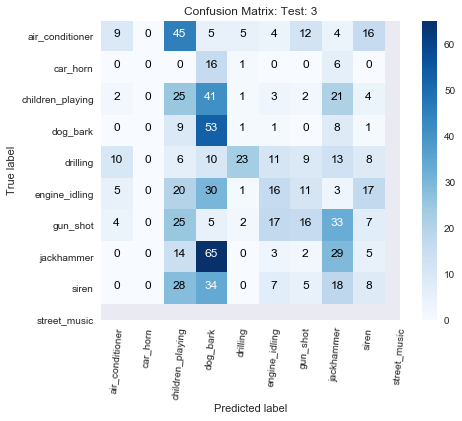 Confusion Matrix: Test: 3
True label
air_conditioner 9 0 45 5 5 4 12 4 16
car_horn 0 0 0 16 1 0 0 6 0
children_playing 2 0 25 41 1 3 2 21 4
dog_bark 0 0 9 53 1 1 0 8 1
drilling 10 0 6 10 23 11 9 13 8
engine_idling 5 0 20 30 1 16 11 3 17
gun_shot 4 0 25 5 2 17 16 33 7
jackhammer 0 0 14 65 0 3 2 29 5
siren 0 0 28 34 0 7 5 18 8
street_music
air_conditioner car_horn children_playing dog_bark drilling engine_idling gun_shot jackhammer siren street_music
Predicted label
60
50
40
30
20
10
0